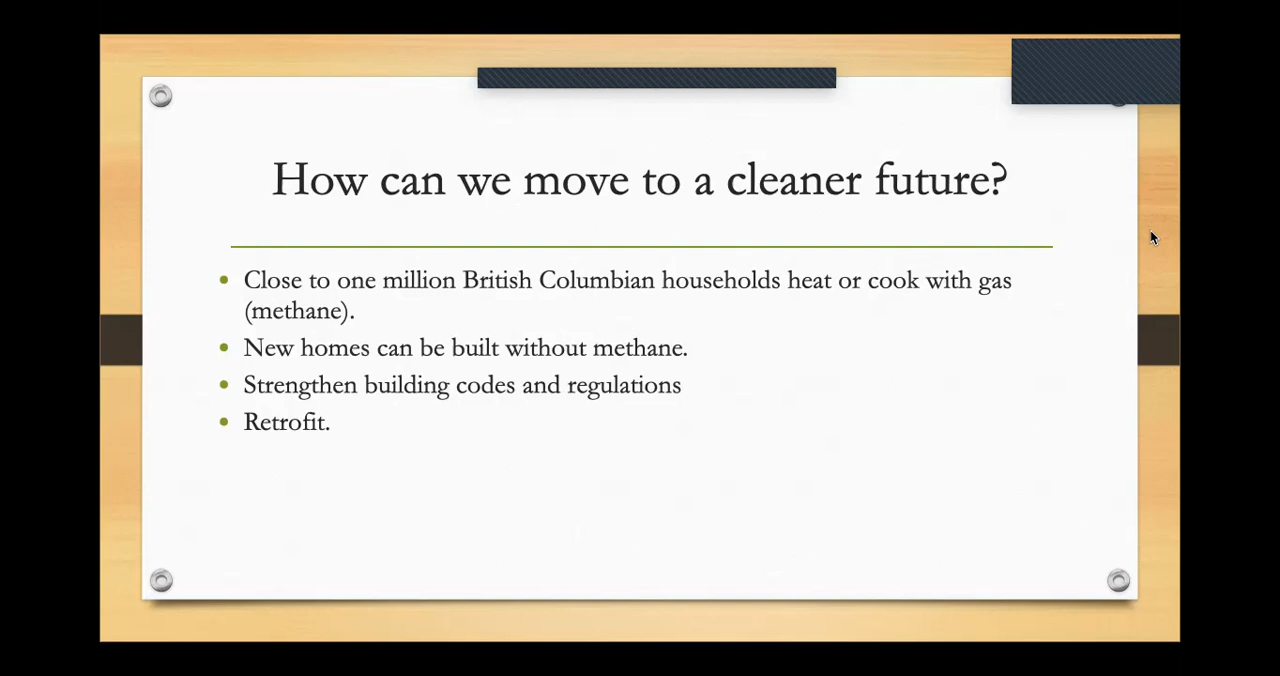 How can we move to a cleaner future?
• Close to one million British Columbian households heat or cook with gas
(methane).
• New homes can be built without methane.
• Strengthen building codes and regulations
• Retrofit.